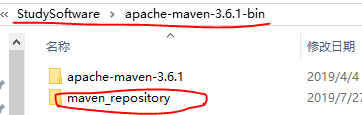 StudySoftware > apache-maven-3.6.1-bin
名称 修改日期
apache-maven-3.6.1 2019/4/4
maven_repository 2019/7/27